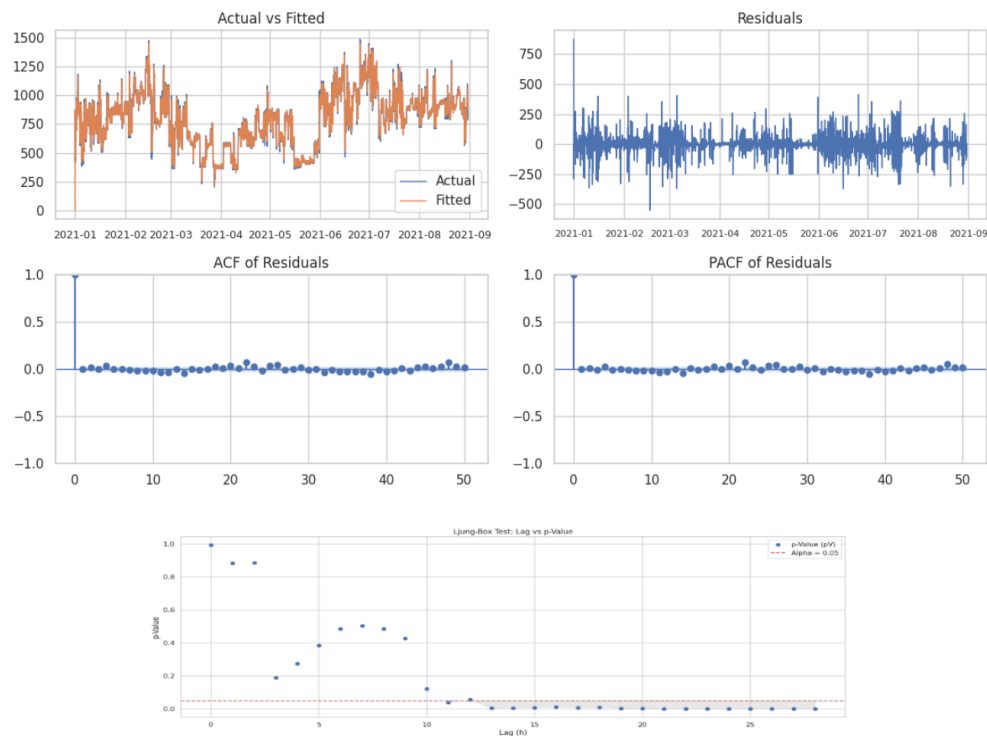 Actual vs Fitted
1500
1250
1000
750
500
250
0
Actual
Fitted
2021-01 2021-02 2021-03 2021-04 2021-05 2021-06 2021-07 2021-08 2021-09
Residuals
750
500
250
0
−250
−500
2021-01 2021-02 2021-03 2021-04 2021-05 2021-06 2021-07 2021-08 2021-09
ACF of Residuals
1.0
0.5
0.0
−0.5
−1.0
0 10 20 30 40 50
PACF of Residuals
1.0
0.5
0.0
−0.5
−1.0
0 10 20 30 40 50
Ljung-Box Test: Lag vs p-Value
p-Value (pV)
Alpha = 0.05
p-Value
1.0
0.8
0.6
0.4
0.2
0.0
0 5 10 15 20 25
Lag (h)